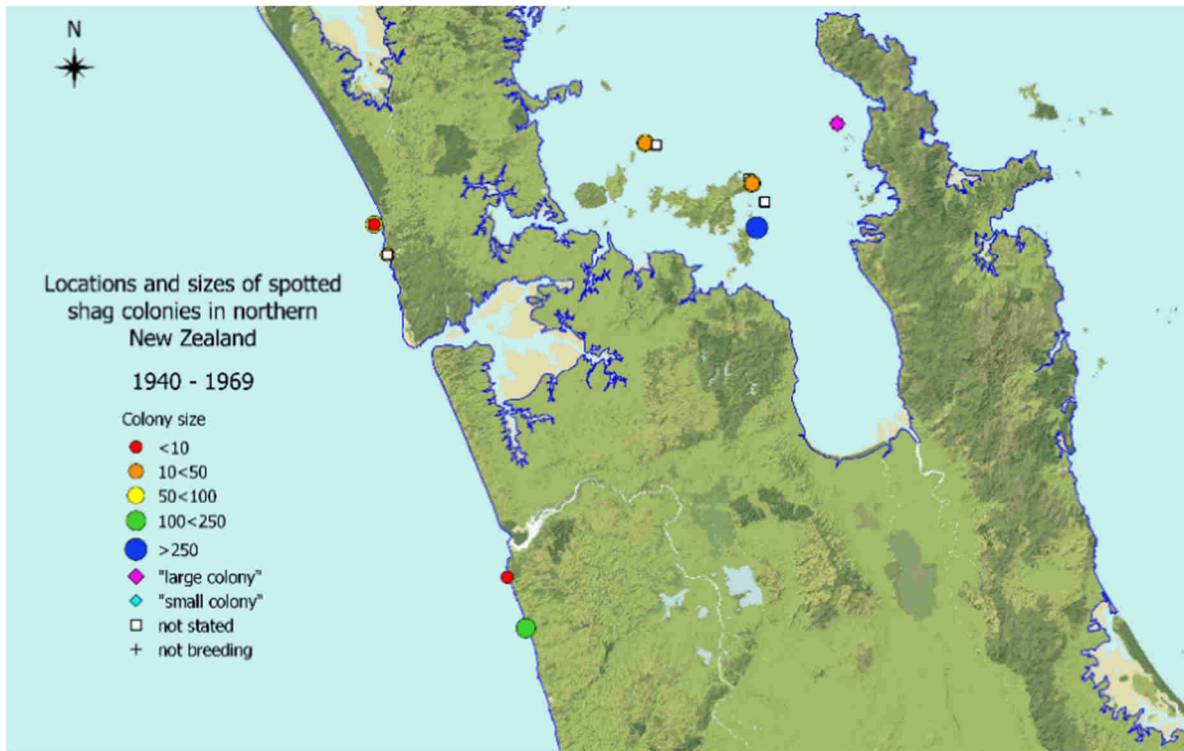 N
Locations and sizes of spotted
shag colonies in northern
New Zealand
1940 - 1969
Colony size
<10
10<50
50<100
100<250
>250
"large colony"
"small colony"
not stated
not breeding